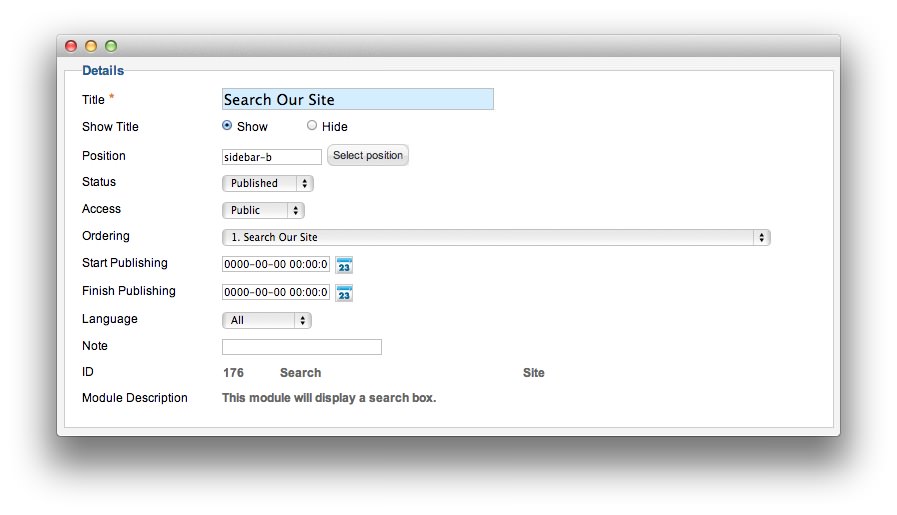 Details
Title *
Search Our Site
Show Title
Show
Hide
Position
sidebar-b
Select position
Status
Published
Access
Public
Ordering
1. Search Our Site
Start Publishing
0000-00-00 00:00:0
23
Finish Publishing
0000-00-00 00:00:0
23
Language
All
Note
ID
176 Search Site
Module Description
This module will display a search box.